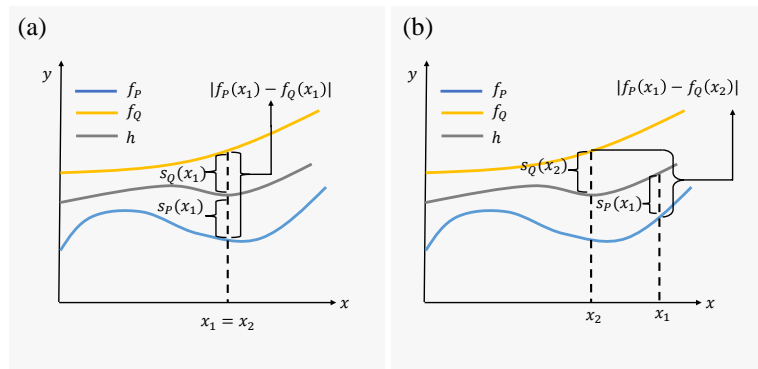 (a)
y
f_P
f_Q
h
|f_P(x_1) − f_Q(x_1)|
s_Q(x_1)
s_P(x_1)
x
x_1 = x_2
(b)
y
f_P
f_Q
h
|f_P(x_1) − f_Q(x_2)|
s_Q(x_2)
s_P(x_1)
x
x_2
x_1